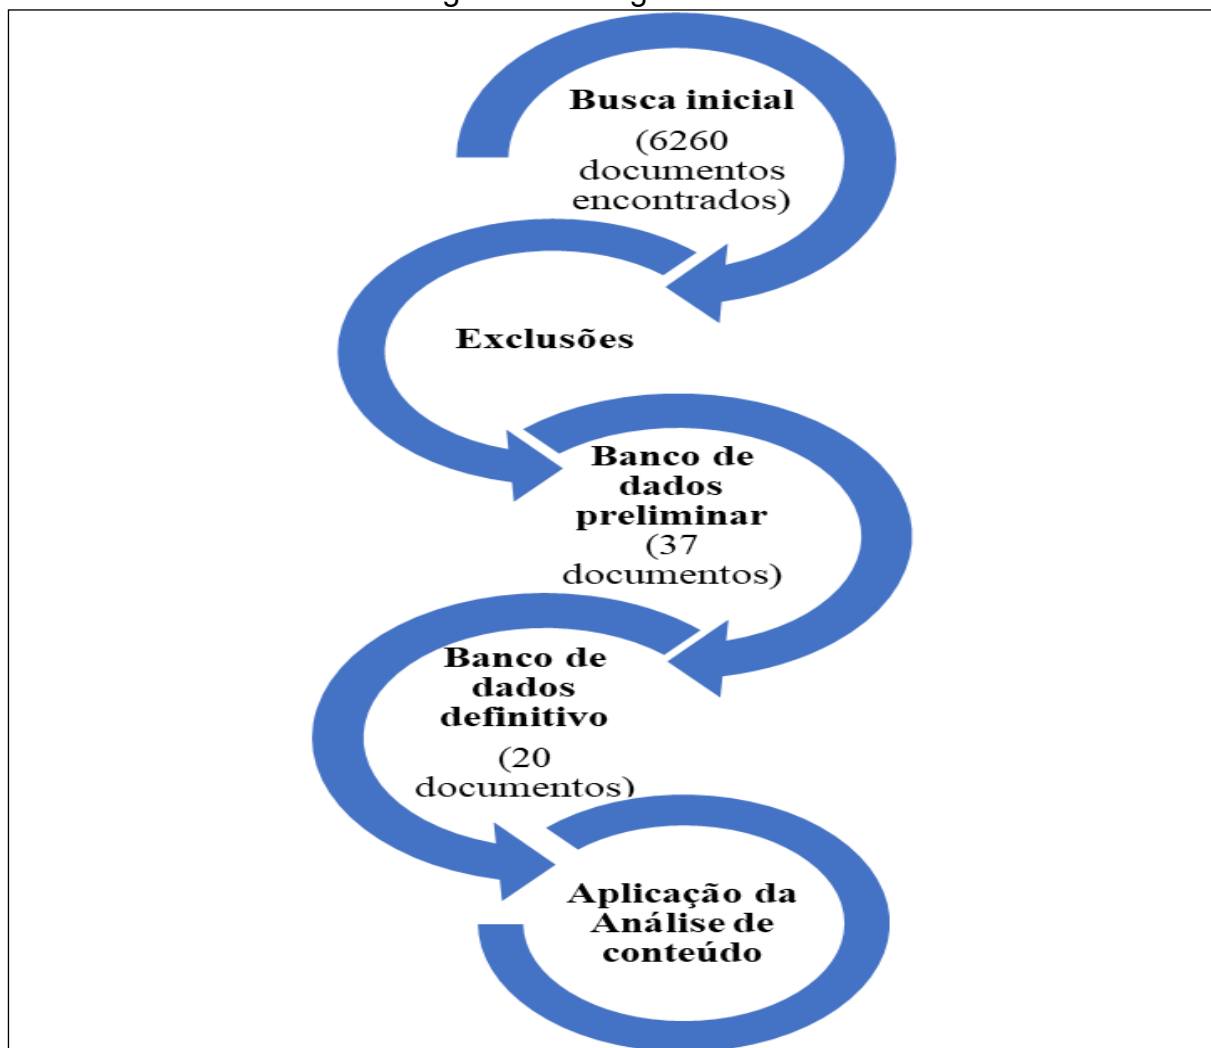 Busca inicial
(6260
documentos
encontrados)
Exclusões
Banco de
dados
preliminar
(37
documentos)
Banco de
dados
definitivo
(20
documentos)
Aplicação da
Análise de
conteúdo